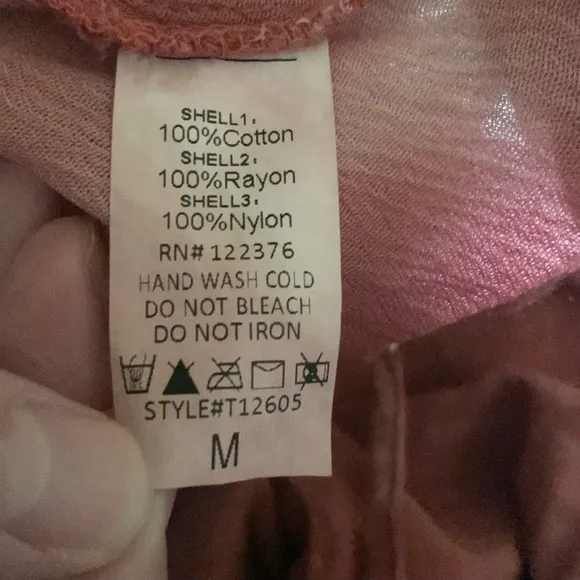 SHELL1:
100%Cotton
SHELL2:
100%Rayon
SHELL3:
100%Nylon
RN# 122376
HAND WASH COLD
DO NOT BLEACH
DO NOT IRON
STYLE#T12605
M